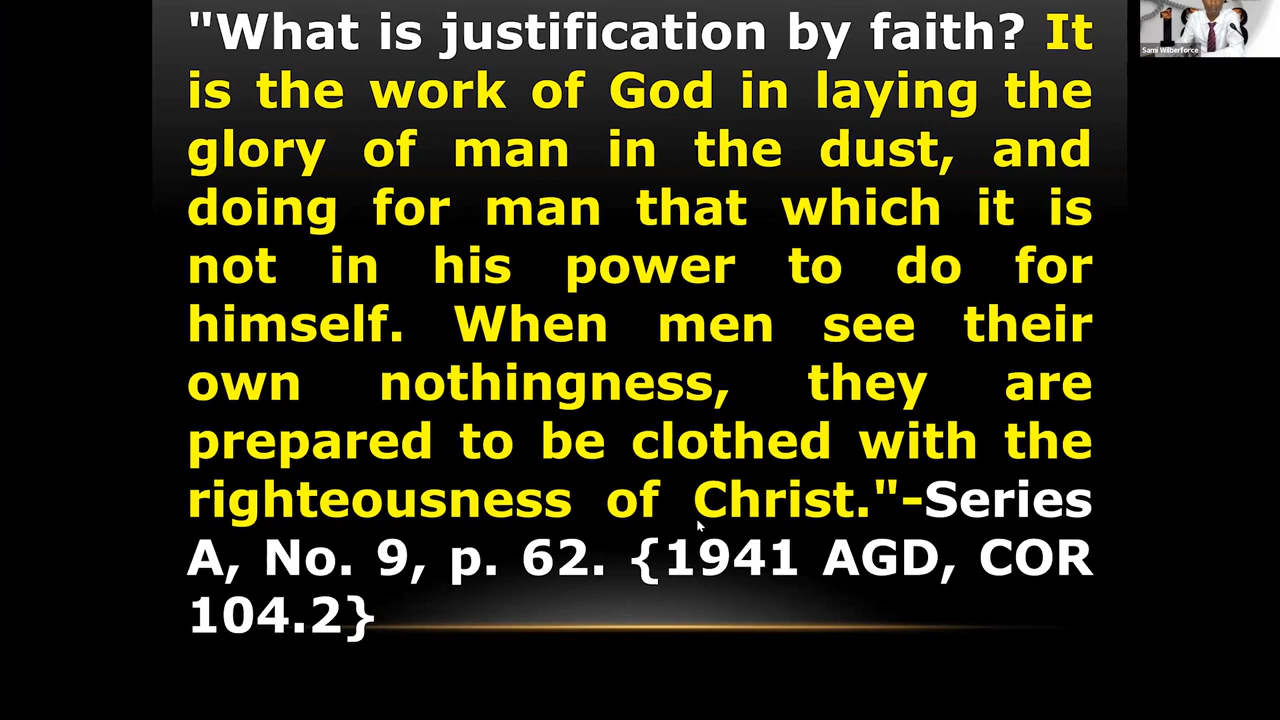 "What is justification by faith? It
is the work of God in laying the
glory of man in the dust, and
doing for man that which it is
not in his power to do for
himself. When men see their
own nothingness, they are
prepared to be clothed with the
righteousness of Christ."-Series
A, No. 9, p. 62. {1941 AGD, COR
104.2}
Sami Wilberforce